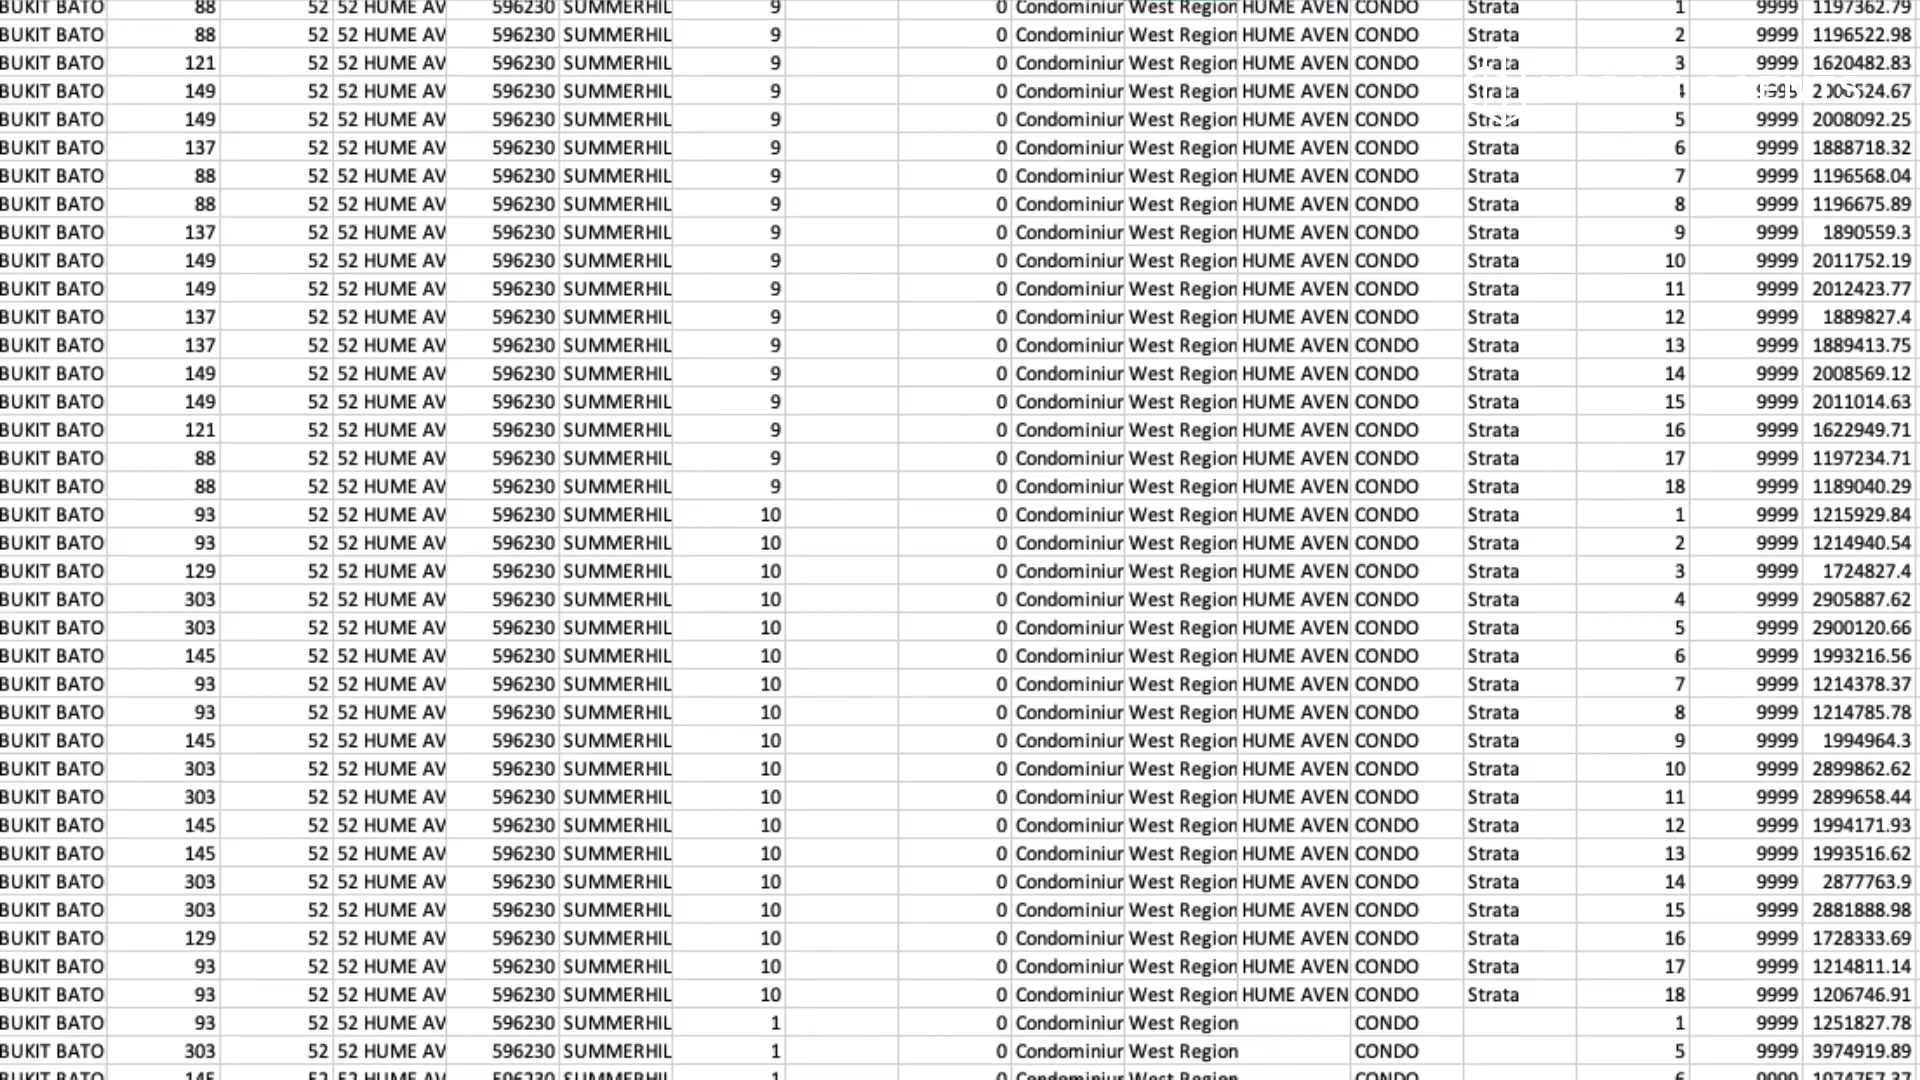 BUKIT BATO 88 52 52 HUME AV 596230 SUMMERHIL 9 0 Condominiur West Region HUME AVEN CONDO Strata 1 9999 1197362.79
BUKIT BATO 88 52 52 HUME AV 596230 SUMMERHIL 9 0 Condominiur West Region HUME AVEN CONDO Strata 2 9999 1196522.98
BUKIT BATO 121 52 52 HUME AV 596230 SUMMERHIL 9 0 Condominiur West Region HUME AVEN CONDO Strata 3 9999 1620482.83
BUKIT BATO 149 52 52 HUME AV 596230 SUMMERHIL 9 0 Condominiur West Region HUME AVEN CONDO Strata 4 9999
BUKIT BATO 149 52 52 HUME AV 596230 SUMMERHIL 9 0 Condominiur West Region HUME AVEN CONDO Strata 5 9999 2008092.25
BUKIT BATO 137 52 52 HUME AV 596230 SUMMERHIL 9 0 Condominiur West Region HUME AVEN CONDO Strata 6 9999 1888718.32
BUKIT BATO 88 52 52 HUME AV 596230 SUMMERHIL 9 0 Condominiur West Region HUME AVEN CONDO Strata 7 9999 1196568.04
BUKIT BATO 88 52 52 HUME AV 596230 SUMMERHIL 9 0 Condominiur West Region HUME AVEN CONDO Strata 8 9999 1196675.89
BUKIT BATO 137 52 52 HUME AV 596230 SUMMERHIL 9 0 Condominiur West Region HUME AVEN CONDO Strata 9 9999 1890559.3
BUKIT BATO 149 52 52 HUME AV 596230 SUMMERHIL 9 0 Condominiur West Region HUME AVEN CONDO Strata 10 9999 2011752.19
BUKIT BATO 149 52 52 HUME AV 596230 SUMMERHIL 9 0 Condominiur West Region HUME AVEN CONDO Strata 11 9999 2012423.77
BUKIT BATO 137 52 52 HUME AV 596230 SUMMERHIL 9 0 Condominiur West Region HUME AVEN CONDO Strata 12 9999 1889827.4
BUKIT BATO 137 52 52 HUME AV 596230 SUMMERHIL 9 0 Condominiur West Region HUME AVEN CONDO Strata 13 9999 1889413.75
BUKIT BATO 149 52 52 HUME AV 596230 SUMMERHIL 9 0 Condominiur West Region HUME AVEN CONDO Strata 14 9999 2008569.12
BUKIT BATO 149 52 52 HUME AV 596230 SUMMERHIL 9 0 Condominiur West Region HUME AVEN CONDO Strata 15 9999 2011014.63
BUKIT BATO 121 52 52 HUME AV 596230 SUMMERHIL 9 0 Condominiur West Region HUME AVEN CONDO Strata 16 9999 1622949.71
BUKIT BATO 88 52 52 HUME AV 596230 SUMMERHIL 9 0 Condominiur West Region HUME AVEN CONDO Strata 17 9999 1197234.71
BUKIT BATO 88 52 52 HUME AV 596230 SUMMERHIL 9 0 Condominiur West Region HUME AVEN CONDO Strata 18 9999 1189040.29
BUKIT BATO 93 52 52 HUME AV 596230 SUMMERHIL 10 0 Condominiur West Region HUME AVEN CONDO Strata 1 9999 1215929.84
BUKIT BATO 93 52 52 HUME AV 596230 SUMMERHIL 10 0 Condominiur West Region HUME AVEN CONDO Strata 2 9999 1214940.54
BUKIT BATO 129 52 52 HUME AV 596230 SUMMERHIL 10 0 Condominiur West Region HUME AVEN CONDO Strata 3 9999 1724827.4
BUKIT BATO 303 52 52 HUME AV 596230 SUMMERHIL 10 0 Condominiur West Region HUME AVEN CONDO Strata 4 9999 2905887.62
BUKIT BATO 303 52 52 HUME AV 596230 SUMMERHIL 10 0 Condominiur West Region HUME AVEN CONDO Strata 5 9999 2900120.66
BUKIT BATO 145 52 52 HUME AV 596230 SUMMERHIL 10 0 Condominiur West Region HUME AVEN CONDO Strata 6 9999 1993216.56
BUKIT BATO 93 52 52 HUME AV 596230 SUMMERHIL 10 0 Condominiur West Region HUME AVEN CONDO Strata 7 9999 1214378.37
BUKIT BATO 93 52 52 HUME AV 596230 SUMMERHIL 10 0 Condominiur West Region HUME AVEN CONDO Strata 8 9999 1214785.78
BUKIT BATO 145 52 52 HUME AV 596230 SUMMERHIL 10 0 Condominiur West Region HUME AVEN CONDO Strata 9 9999 1994964.3
BUKIT BATO 303 52 52 HUME AV 596230 SUMMERHIL 10 0 Condominiur West Region HUME AVEN CONDO Strata 10 9999 2899862.62
BUKIT BATO 303 52 52 HUME AV 596230 SUMMERHIL 10 0 Condominiur West Region HUME AVEN CONDO Strata 11 9999 2899658.44
BUKIT BATO 145 52 52 HUME AV 596230 SUMMERHIL 10 0 Condominiur West Region HUME AVEN CONDO Strata 12 9999 1994171.93
BUKIT BATO 145 52 52 HUME AV 596230 SUMMERHIL 10 0 Condominiur West Region HUME AVEN CONDO Strata 13 9999 1993516.62
BUKIT BATO 303 52 52 HUME AV 596230 SUMMERHIL 10 0 Condominiur West Region HUME AVEN CONDO Strata 14 9999 2877763.9
BUKIT BATO 303 52 52 HUME AV 596230 SUMMERHIL 10 0 Condominiur West Region HUME AVEN CONDO Strata 15 9999 2881888.98
BUKIT BATO 129 52 52 HUME AV 596230 SUMMERHIL 10 0 Condominiur West Region HUME AVEN CONDO Strata 16 9999 1728333.69
BUKIT BATO 93 52 52 HUME AV 596230 SUMMERHIL 10 0 Condominiur West Region HUME AVEN CONDO Strata 17 9999 1214811.14
BUKIT BATO 93 52 52 HUME AV 596230 SUMMERHIL 10 0 Condominiur West Region HUME AVEN CONDO Strata 18 9999 1206746.91
BUKIT BATO 93 52 52 HUME AV 596230 SUMMERHIL 1 0 Condominiur West Region CONDO 1 9999 1251827.78
BUKIT BATO 303 52 52 HUME AV 596230 SUMMERHIL 1 0 Condominiur West Region CONDO 5 9999 3974919.89
BUKIT BATO 145 52 52 HUME AV 596230 SUMMERHIL 1 0 Condominiur West Region CONDO 6 9999